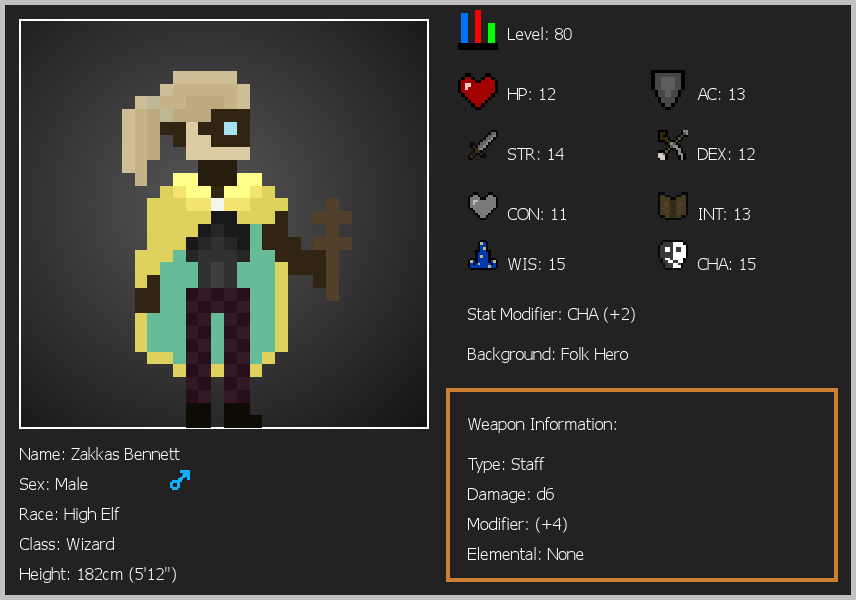 Level: 80
HP: 12
AC: 13
STR: 14
DEX: 12
CON: 11
INT: 13
WIS: 15
CHA: 15
Stat Modifier: CHA (+2)
Background: Folk Hero
Weapon Information:
Type: Staff
Damage: d6
Modifier: (+4)
Elemental: None
Name: Zakkas Bennett
Sex: Male
Race: High Elf
Class: Wizard
Height: 182cm (5'12")